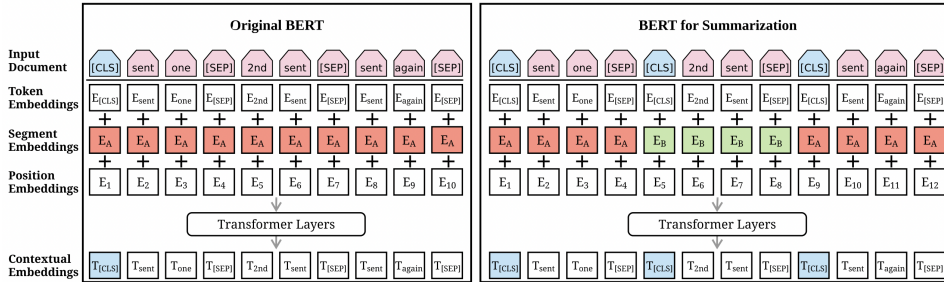 Original BERT
BERT for Summarization
Input Document
[CLS] sent one [SEP] 2nd sent [SEP] sent again [SEP]
[CLS] sent one [SEP] [CLS] 2nd sent [SEP] [CLS] sent again [SEP]
Token Embeddings
E[CLS] Esent Eone E[SEP] E2nd Esent E[SEP] Esent Eagain E[SEP]
E[CLS] Esent Eone E[SEP] E[CLS] E2nd Esent E[SEP] E[CLS] Esent Eagain E[SEP]
+ + + + + + + + + +
+ + + + + + + + + + + +
Segment Embeddings
EA EA EA EA EA EA EA EA EA EA
EA EA EA EA EB EB EB EB EA EA EA EA
+ + + + + + + + + +
+ + + + + + + + + + + +
Position Embeddings
E1 E2 E3 E4 E5 E6 E7 E8 E9 E10
E1 E2 E3 E4 E5 E6 E7 E8 E9 E10 E11 E12
Transformer Layers
Transformer Layers
Contextual Embeddings
T[CLS] Tsent Tone T[SEP] T2nd Tsent T[SEP] Tsent Tagain T[SEP]
T[CLS] Tsent Tone T[SEP] T[CLS] T2nd Tsent T[SEP] T[CLS] Tsent Tagain T[SEP]